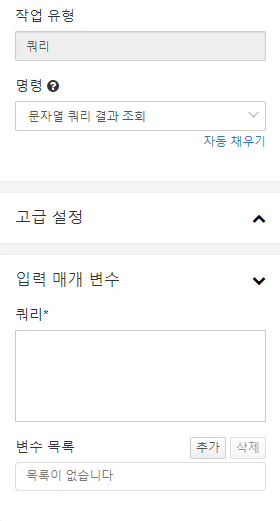 작업 유형
쿼리
명령
문자열 쿼리 결과 조회
자동 채우기
고급 설정
입력 매개 변수
쿼리*
변수 목록 추가 삭제
목록이 없습니다